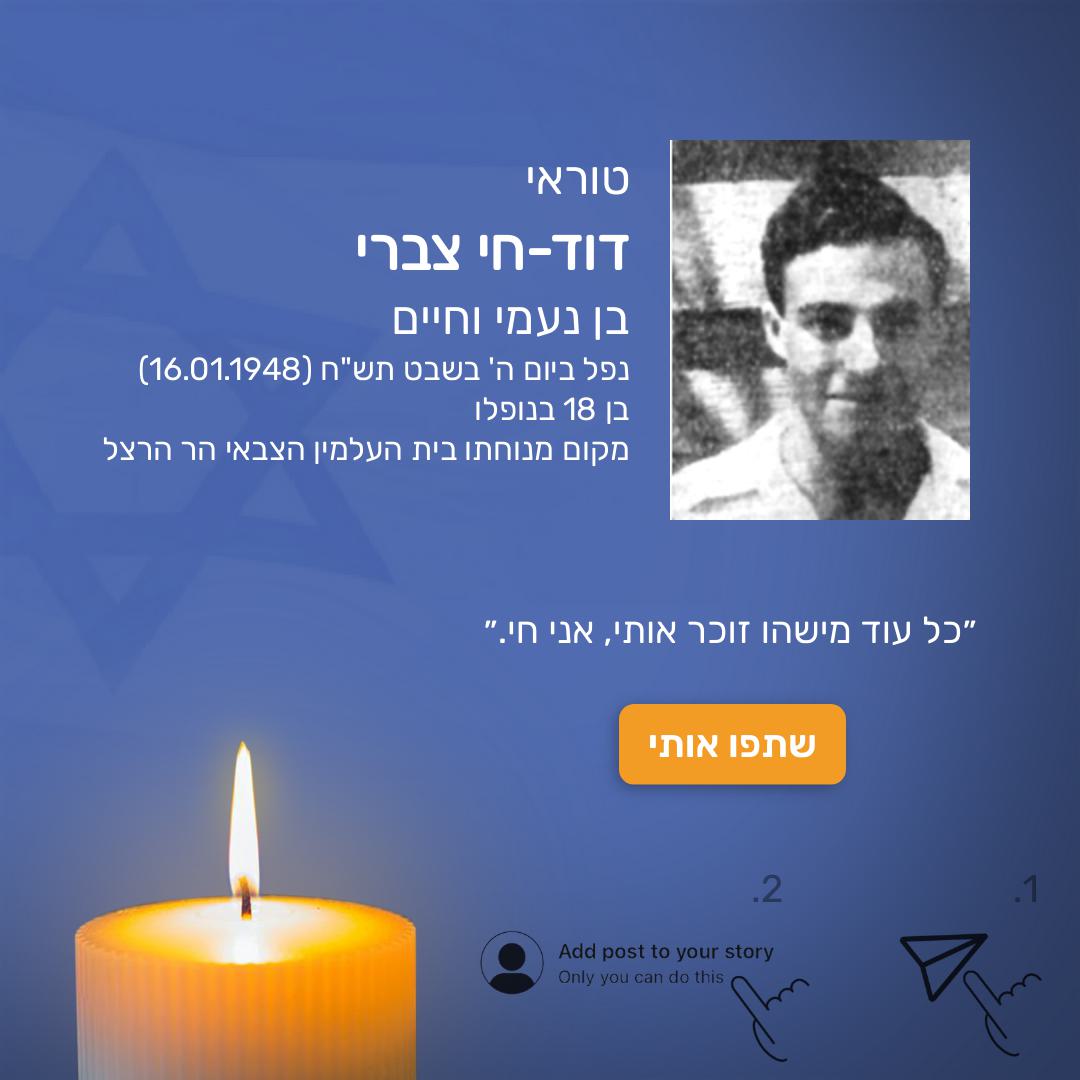 טוראי
דוד-חי צברי
בן נעמי וחיים
נפל ביום ה' בשבט תש"ח (16.01.1948)
בן 18 בנופלו
מקום מנוחתו בית העלמין הצבאי הר הרצל
״כל עוד מישהו זוכר אותי, אני חי.״
שתפו אותי
1.
2.
Add post to your story
Only you can do this